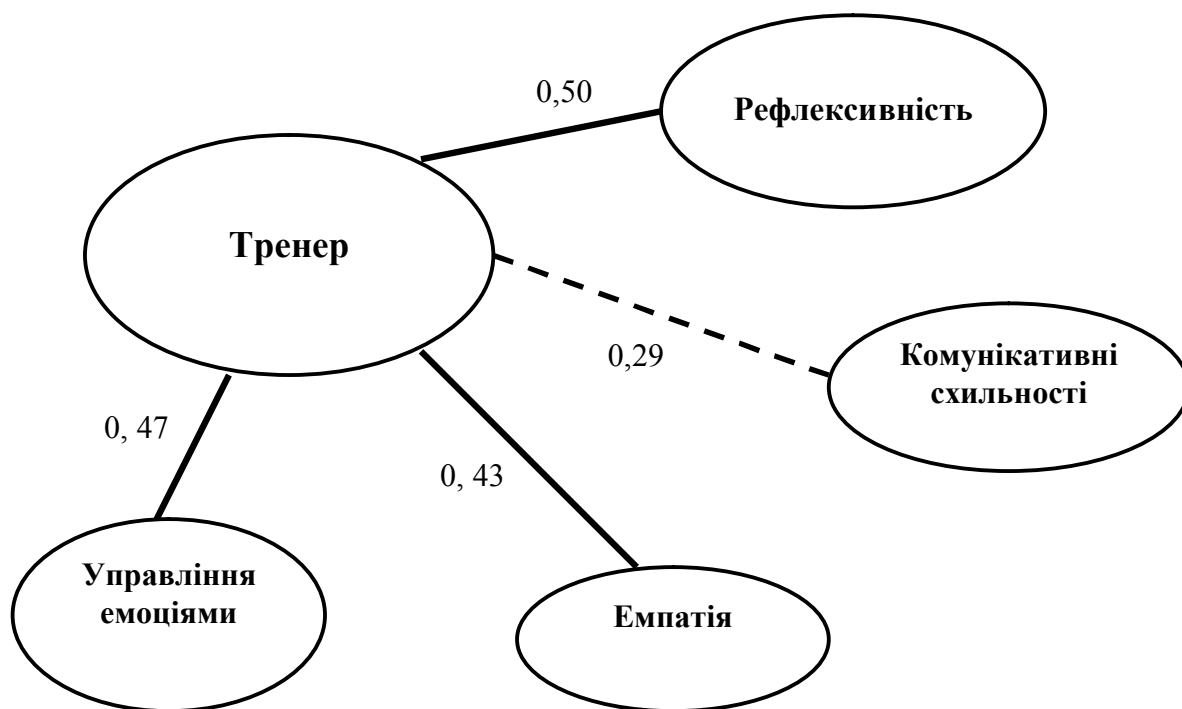 0,50
Рефлексивність
Тренер
0,29
Комунікативні
схильності
0, 47
0, 43
Управління
емоціями
Емпатія